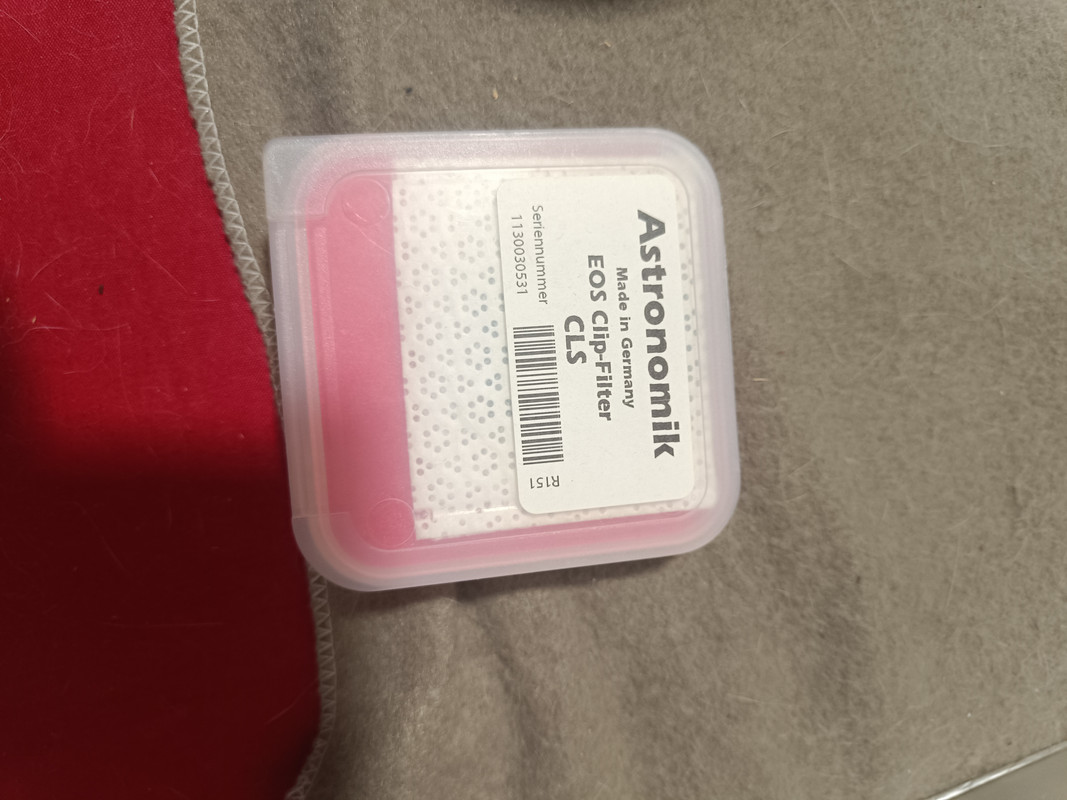 Astronomik
Made in Germany
EOS Clip-Filter
CLS
Seriennummer
1130030531
R151